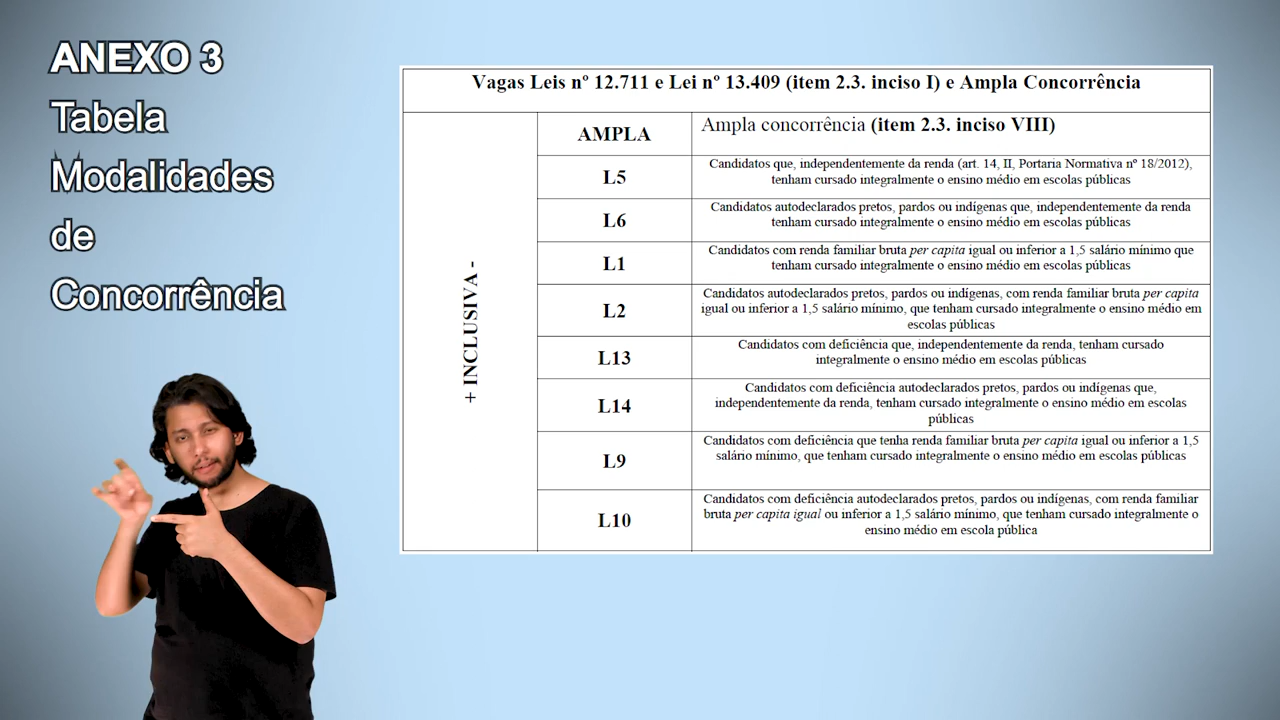 ANEXO 3
Tabela
Modalidades
de
Concorrência
Vagas Leis nº 12.711 e Lei nº 13.409 (item 2.3. inciso I) e Ampla Concorrência
+ INCLUSIVA -
AMPLA
Ampla concorrência (item 2.3. inciso VIII)
L5
Candidatos que, independentemente da renda (art. 14, II, Portaria Normativa nº 18/2012),
tenham cursado integralmente o ensino médio em escolas públicas
L6
Candidatos autodeclarados pretos, pardos ou indígenas que, independentemente da renda
tenham cursado integralmente o ensino médio em escolas públicas
L1
Candidatos com renda familiar bruta per capita igual ou inferior a 1,5 salário mínimo que
tenham cursado integralmente o ensino médio em escolas públicas
L2
Candidatos autodeclarados pretos, pardos ou indígenas, com renda familiar bruta per capita
igual ou inferior a 1,5 salário mínimo, que tenham cursado integralmente o ensino médio em
escolas públicas
L13
Candidatos com deficiência que, independentemente da renda, tenham cursado
integralmente o ensino médio em escolas públicas
L14
Candidatos com deficiência autodeclarados pretos, pardos ou indígenas que,
independentemente da renda, tenham cursado integralmente o ensino médio em escolas
públicas
L9
Candidatos com deficiência que tenha renda familiar bruta per capita igual ou inferior a 1,5
salário mínimo, que tenham cursado integralmente o ensino médio em escolas públicas
L10
Candidatos com deficiência autodeclarados pretos, pardos ou indígenas, com renda familiar
bruta per capita igual ou inferior a 1,5 salário mínimo, que tenham cursado integralmente o
ensino médio em escola pública